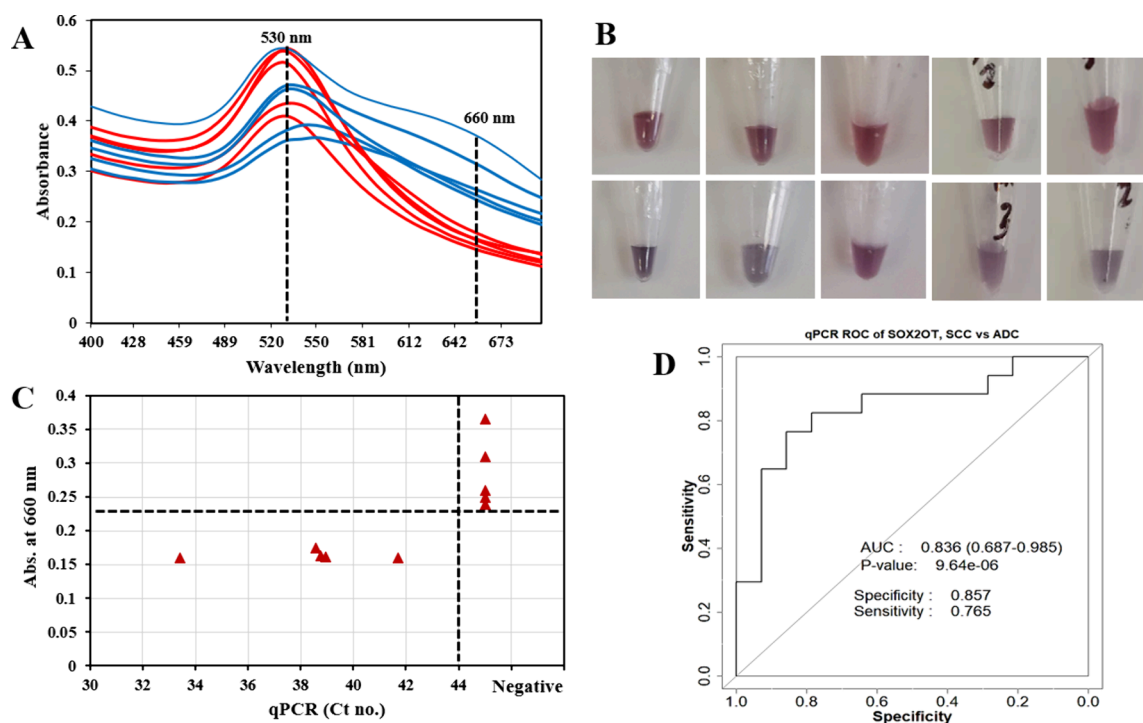 A
0.6
0.5
0.4
0.3
0.2
0.1
0
Absorbance
530 nm
660 nm
400 428 459 489 520 550 581 612 642 673
Wavelength (nm)
B
C
0.4
0.35
0.3
0.25
0.2
0.15
0.1
0.05
0
Abs. at 660 nm
30 32 34 36 38 40 42 44 Negative
qPCR (Ct no.)
qPCR ROC of SOX2OT, SCC vs ADC
D
1.0
0.8
0.6
0.4
0.2
0.0
Sensitivity
AUC : 0.836 (0.687-0.985)
P-value: 9.64e-06
Specificity : 0.857
Sensitivity : 0.765
1.0 0.8 0.6 0.4 0.2 0.0
Specificity